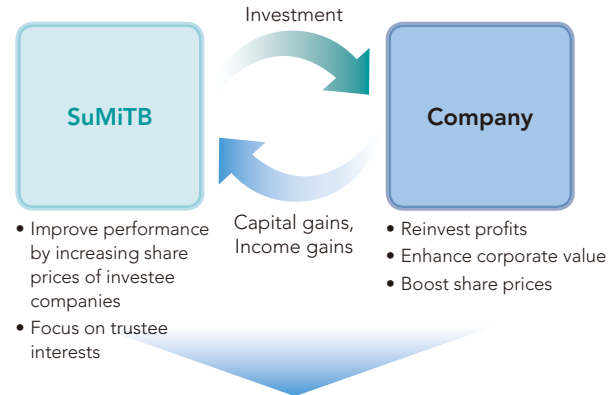 Investment
SuMiTB
Company
Capital gains,
Income gains
• Improve performance
by increasing share
prices of investee
companies
• Focus on trustee
interests
• Reinvest profits
• Enhance corporate value
• Boost share prices